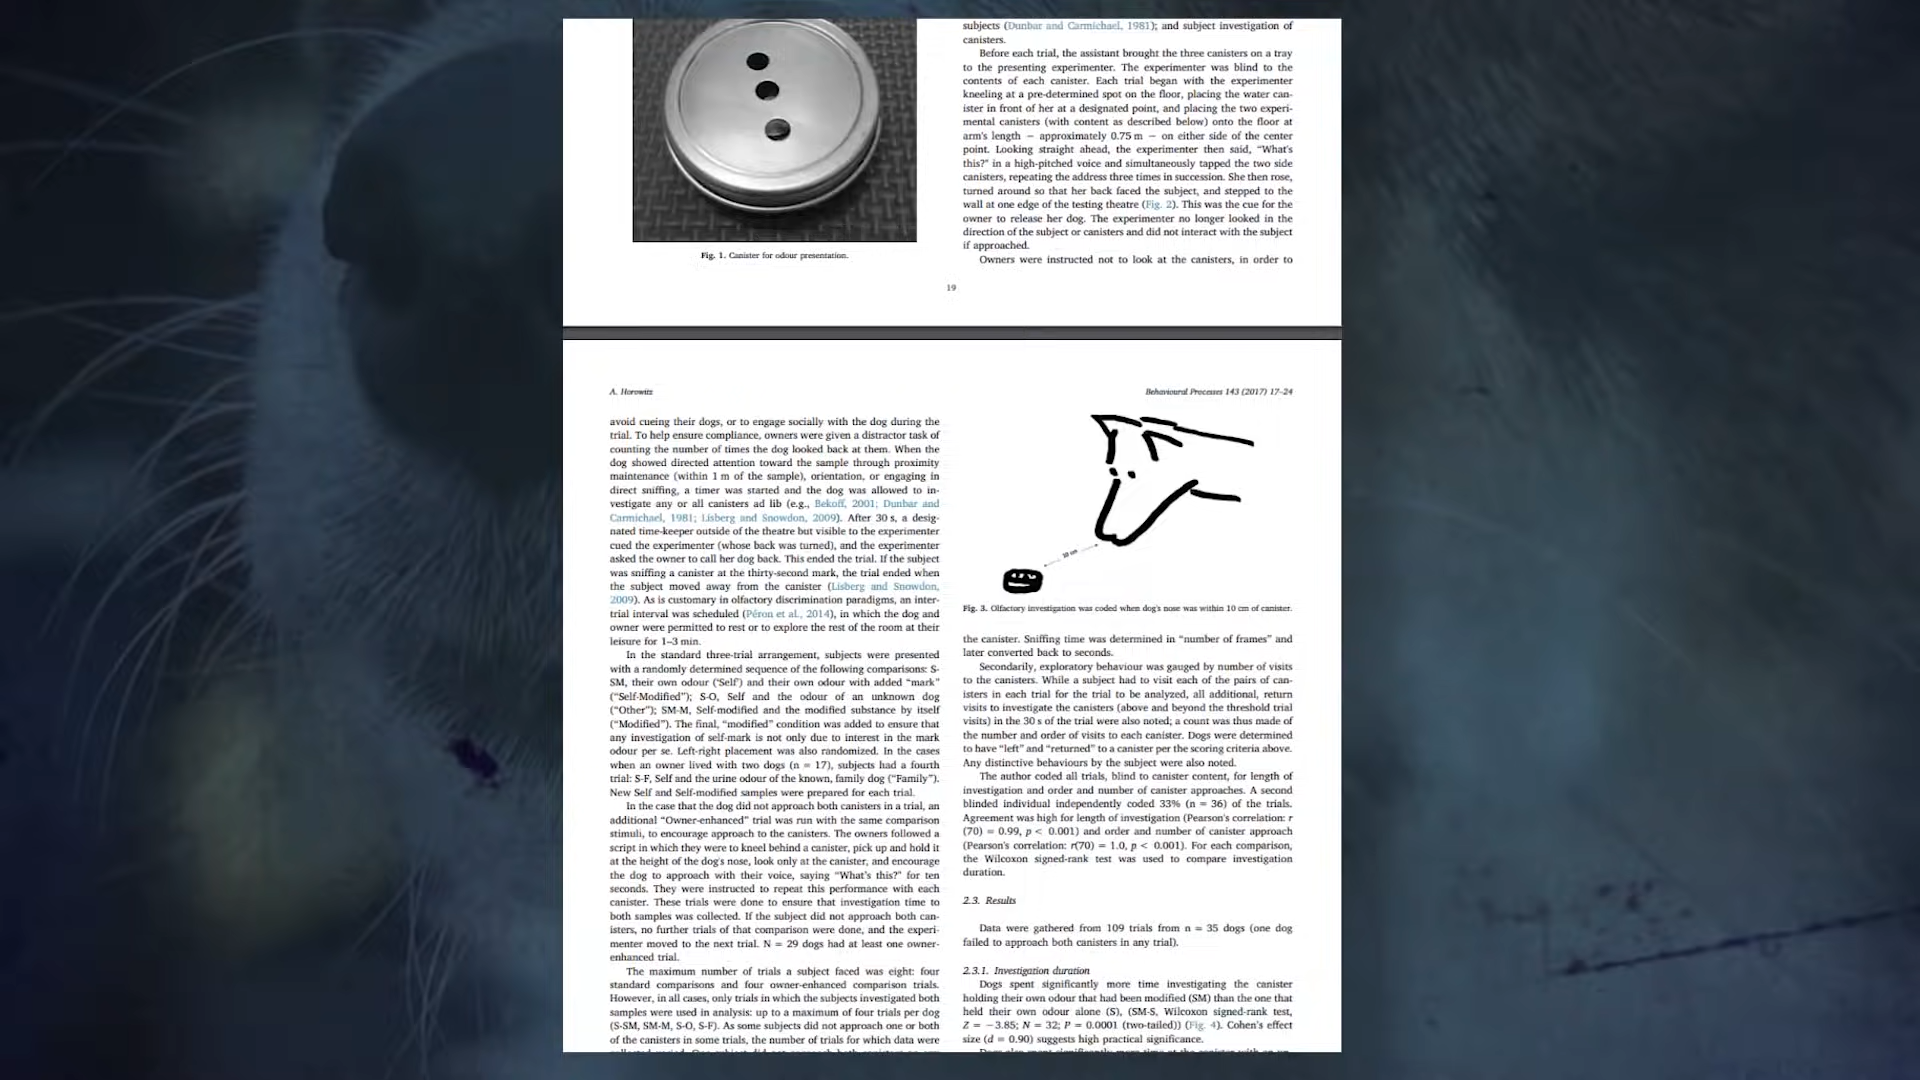 subjects (Dunbar and Carmichael, 1981); and subject investigation of
canisters.
Before each trial, the assistant brought the three canisters on a tray
to the presenting experimenter. The experimenter was blind to the
contents of each canister. Each trial began with the experimenter
kneeling at a pre-determined spot on the floor, placing the water can-
ister in front of her at a designated point, and placing the two experi-
mental canisters (with content as described below) onto the floor at
arm's length – approximately 0.75 m – on either side of the center
point. Looking straight ahead, the experimenter then said, "What's
this?" in a high-pitched voice and simultaneously tapped the two side
canisters, repeating the address three times in succession. She then rose,
turned around so that her back faced the subject, and stepped to the
wall at one edge of the testing theatre (Fig. 2). This was the cue for the
owner to release her dog. The experimenter no longer looked in the
direction of the subject or canisters and did not interact with the subject
if approached.
Owners were instructed not to look at the canisters, in order to
Fig. 1. Canister for odour presentation.
19
A. Horowitz
Behavioural Processes 143 (2017) 17–24
avoid cueing their dogs, or to engage socially with the dog during the
trial. To help ensure compliance, owners were given a distractor task of
counting the number of times the dog looked back at them. When the
dog showed directed attention toward the sample through proximity
maintenance (within 1 m of the sample), orientation, or engaging in
direct sniffing, a timer was started and the dog was allowed to in-
vestigate any or all canisters ad lib (e.g., Bekoff, 2001; Dunbar and
Carmichael, 1981; Lisberg and Snowdon, 2009). After 30 s, a desig-
nated time-keeper outside of the theatre but visible to the experimenter
cued the experimenter (whose back was turned), and the experimenter
asked the owner to call her dog back. This ended the trial. If the subject
was sniffing a canister at the thirty-second mark, the trial ended when
the subject moved away from the canister (Lisberg and Snowdon,
2009). As is customary in olfactory discrimination paradigms, an inter-
trial interval was scheduled (Péron et al., 2014), in which the dog and
owner were permitted to rest or to explore the rest of the room at their
leisure for 1–3 min.
In the standard three-trial arrangement, subjects were presented
with a randomly determined sequence of the following comparisons: S-
SM, their own odour ('Self') and their own odour with added "mark"
("Self-Modified"); S-O, Self and the odour of an unknown dog
("Other"); SM-M, Self-modified and the modified substance by itself
("Modified"). The final, "modified" condition was added to ensure that
any investigation of self-mark is not only due to interest in the mark
odour per se. Left-right placement was also randomized. In the cases
when an owner lived with two dogs (n = 17), subjects had a fourth
trial: S-F, Self and the urine odour of the known, family dog ("Family").
New Self and Self-modified samples were prepared for each trial.
In the case that the dog did not approach both canisters in a trial, an
additional "Owner-enhanced" trial was run with the same comparison
stimuli, to encourage approach to the canisters. The owners followed a
script in which they were to kneel behind a canister, pick up and hold it
at the height of the dog's nose, look only at the canister, and encourage
the dog to approach with their voice, saying "What's this?" for ten
seconds. They were instructed to repeat this performance with each
canister. These trials were done to ensure that investigation time to
both samples was collected. If the subject did not approach both can-
isters, no further trials of that comparison were done, and the experi-
menter moved to the next trial. N = 29 dogs had at least one owner-
enhanced trial.
The maximum number of trials a subject faced was eight: four
standard comparisons and four owner-enhanced comparison trials.
However, in all cases, only trials in which the subjects investigated both
samples were used in analysis: up to a maximum of four trials per dog
(S-SM, SM-M, S-O, S-F). As some subjects did not approach one or both
of the canisters in some trials, the number of trials for which data were
10 cm
Fig. 3. Olfactory investigation was coded when dog's nose was within 10 cm of canister.
the canister. Sniffing time was determined in "number of frames" and
later converted back to seconds.
Secondarily, exploratory behaviour was gauged by number of visits
to the canisters. While a subject had to visit each of the pairs of can-
isters in each trial for the trial to be analyzed, all additional, return
visits to investigate the canisters (above and beyond the threshold trial
visits) in the 30 s of the trial were also noted; a count was thus made of
the number and order of visits to each canister. Dogs were determined
to have "left" and "returned" to a canister per the scoring criteria above.
Any distinctive behaviours by the subject were also noted.
The author coded all trials, blind to canister content, for length of
investigation and order and number of canister approaches. A second
blinded individual independently coded 33% (n = 36) of the trials.
Agreement was high for length of investigation (Pearson's correlation: r
(70) = 0.99, p < 0.001) and order and number of canister approach
(Pearson's correlation: r(70) = 1.0, p < 0.001). For each comparison,
the Wilcoxon signed-rank test was used to compare investigation
duration.
2.3. Results
Data were gathered from 109 trials from n = 35 dogs (one dog
failed to approach both canisters in any trial).
2.3.1. Investigation duration
Dogs spent significantly more time investigating the canister
holding their own odour that had been modified (SM) than the one that
held their own odour alone (S), (SM-S, Wilcoxon signed-rank test,
Z = −3.85; N = 32; P = 0.0001 (two-tailed)) (Fig. 4). Cohen's effect
size (d = 0.90) suggests high practical significance.